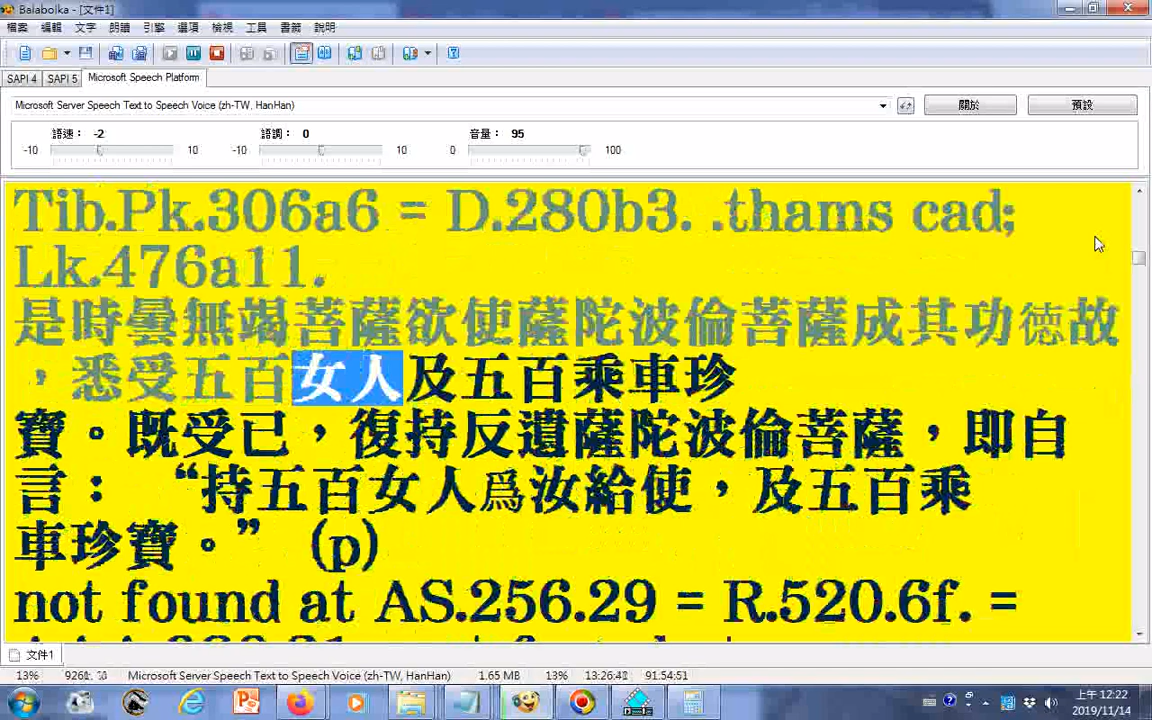 Balabolka - [文件1]
檔案 編輯 文字 朗讀 引擎 選項 檢視 工具 書籤 說明
SAPI 4 SAPI 5 Microsoft Speech Platform
Microsoft Server Speech Text to Speech Voice (zh-TW, HanHan) 關於 預設
語速： -2 語調： 0 音量： 95
-10 10 -10 10 0 100
Tib.Pk.306a6 = D.280b3. .thams cad;
Lk.476a11.
是時曇無竭菩薩欲使薩陀波倫菩薩成其功德故
，悉受五百女人及五百乘車珍
寶。既受已，復持反遺薩陀波倫菩薩，即自
言： “持五百女人爲汝給使，及五百乘
車珍寶。” (p)
not found at AS.256.29 = R.520.6f. =
文件1
13% Microsoft Server Speech Text to Speech Voice (zh-TW, HanHan) 1.65 MB 13% 13:26:41 91:54:51
上午 12:22
2019/11/14